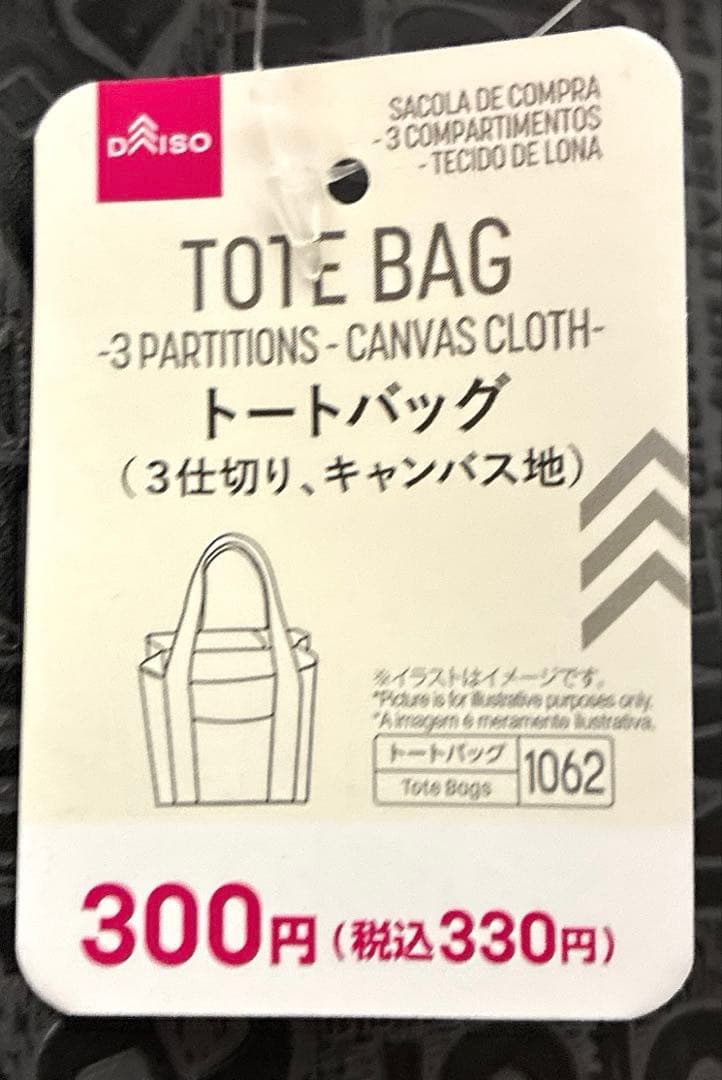 DAISO
SACOLA DE COMPRA
-3 COMPARTIMENTOS
-TECIDO DE LONA
TOTE BAG
-3 PARTITIONS-CANVAS CLOTH-
トートバッグ
（3仕切り、キャンバス地）
※イラストはイメージです。
*Picture is for illustrative purposes only.
*A imagem é meramente ilustrativa.
トートバッグ
Tote Bags
1062
300円（税込330円）